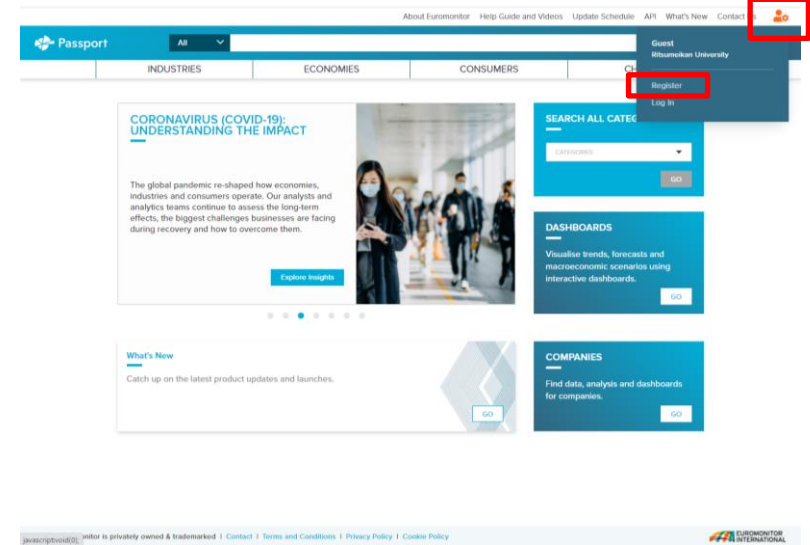 About Euromonitor Help Guide and Videos Update Schedule API What's New Contact Us
Passport
All
Guest
Ritsumeikan University
Register
Log In
INDUSTRIES ECONOMIES CONSUMERS
CORONAVIRUS (COVID-19):
UNDERSTANDING THE IMPACT
The global pandemic re-shaped how economies,
industries and consumers operate. Our analysts and
analytics teams continue to assess the long-term
effects, the biggest challenges businesses are facing
during recovery and how to overcome them.
Explore Insights
SEARCH ALL CATEG
CATEGORIES
GO
DASHBOARDS
Visualise trends, forecasts and
macroeconomic scenarios using
interactive dashboards.
GO
What's New
Catch up on the latest product updates and launches.
GO
COMPANIES
Find data, analysis and dashboards
for companies.
GO
javascript:void(0); onitor is privately owned & trademarked | Contact | Terms and Conditions | Privacy Policy | Cookie Policy
EUROMONITOR
INTERNATIONAL